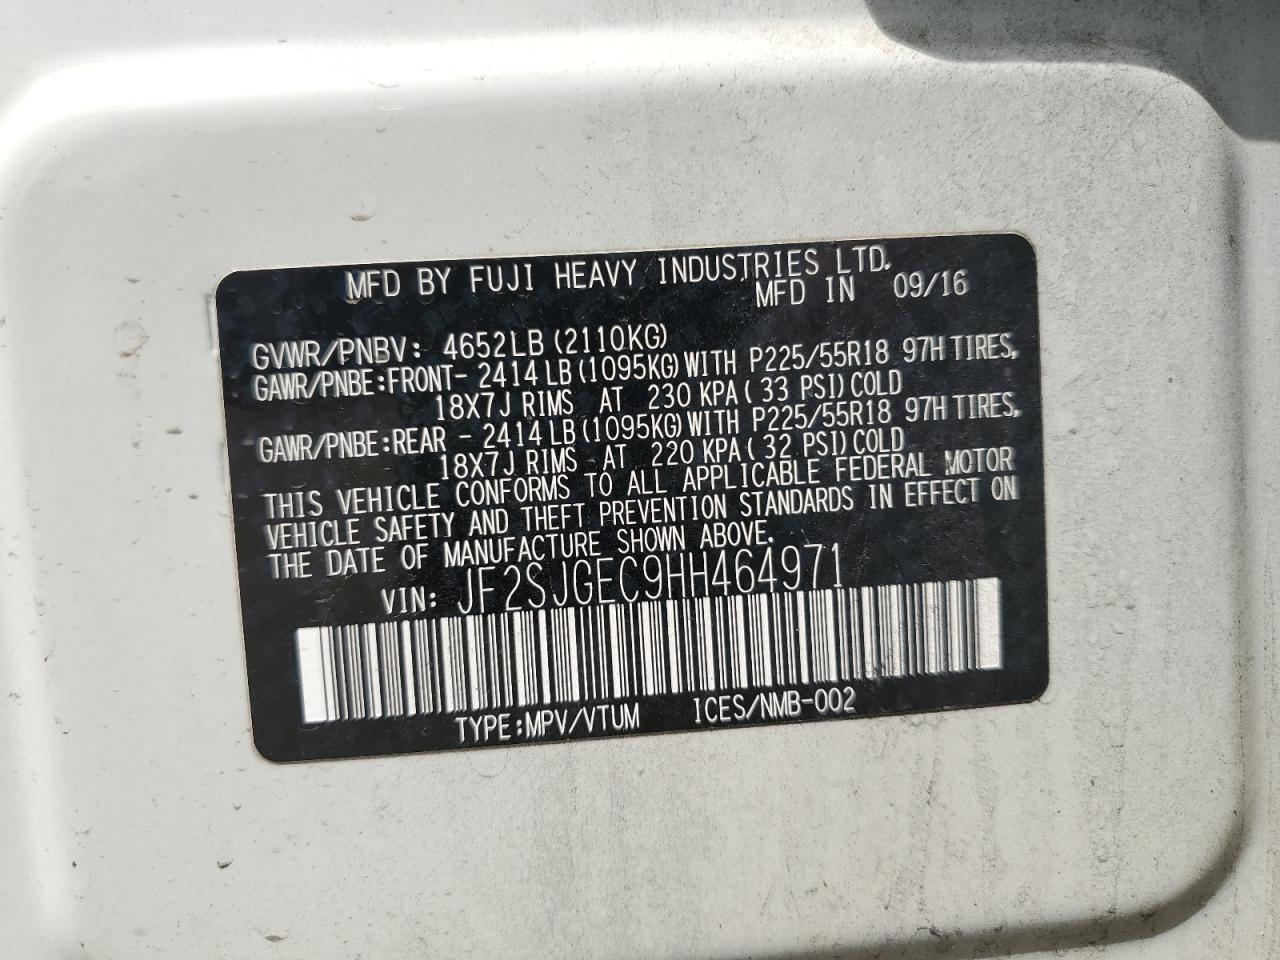 MFD BY FUJI HEAVY INDUSTRIES LTD.
MFD IN 09/16
GVWR/PNBV: 4652LB (2110KG)
GAWR/PNBE:FRONT- 2414LB (1095KG) WITH P225/55R18 97H TIRES,
18X7J RIMS AT 230 KPA ( 33 PSI) COLD
GAWR/PNBE:REAR - 2414LB (1095KG) WITH P225/55R18 97H TIRES,
18X7J RIMS AT 220 KPA ( 32 PSI) COLD
THIS VEHICLE CONFORMS TO ALL APPLICABLE FEDERAL MOTOR
VEHICLE SAFETY AND THEFT PREVENTION STANDARDS IN EFFECT ON
THE DATE OF MANUFACTURE SHOWN ABOVE.
VIN: JF2SJGEC9HH464971
TYPE:MPV/VTUM ICES/NMB-002